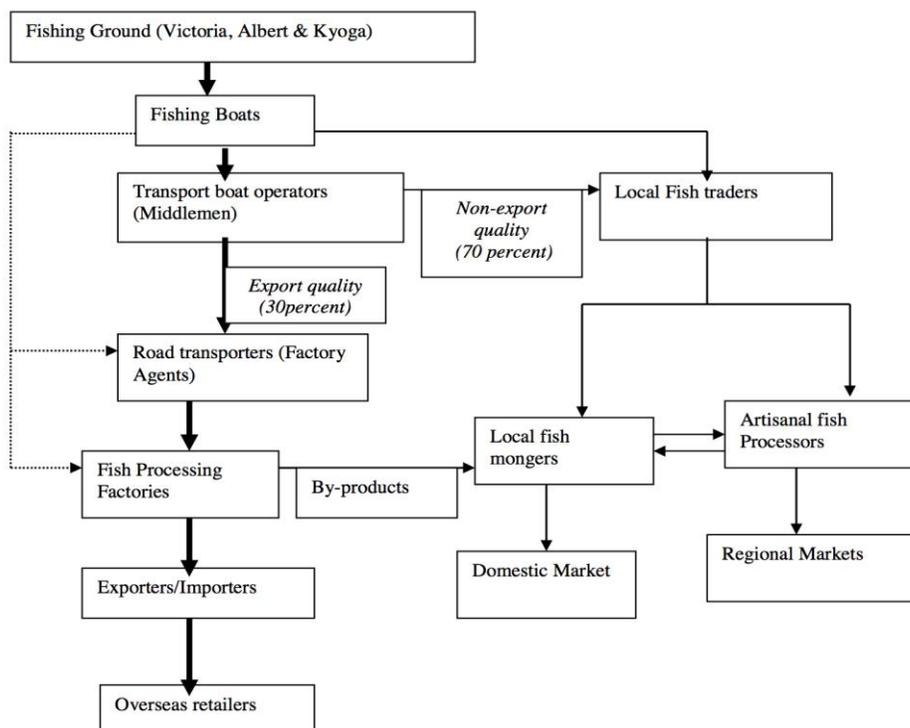 Fishing Ground (Victoria, Albert & Kyoga)
Fishing Boats
Transport boat operators
(Middlemen)
Non-export
quality
(70 percent)
Local Fish traders
Export quality
(30percent)
Road transporters (Factory
Agents)
Local fish
mongers
Artisanal fish
Processors
Fish Processing
Factories
By-products
Domestic Market
Regional Markets
Exporters/Importers
Overseas retailers